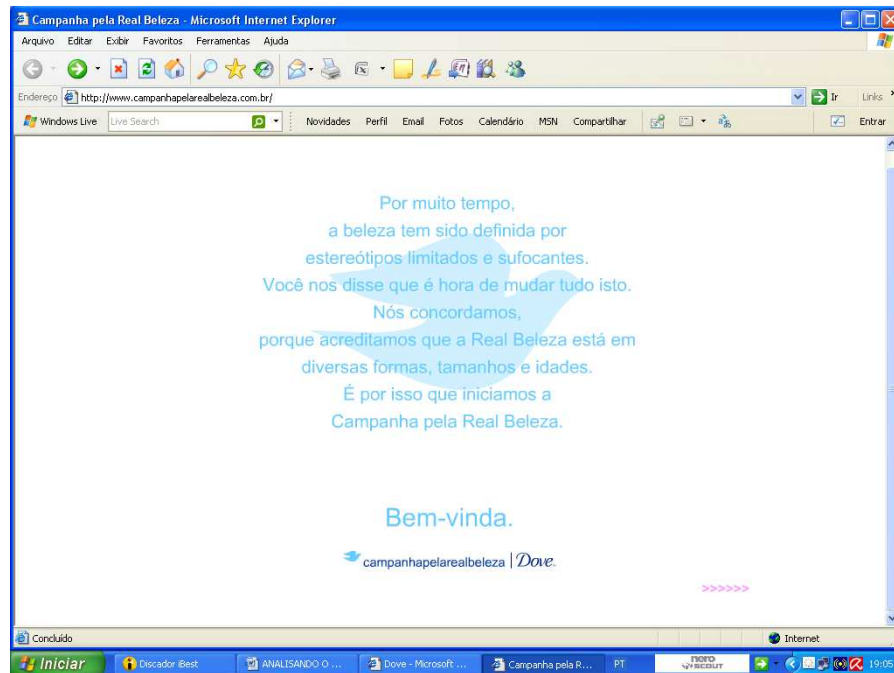 Campanha pela Real Beleza - Microsoft Internet Explorer
Arquivo Editar Exibir Favoritos Ferramentas Ajuda
Endereço http://www.campanhapelarealbeleza.com.br/ Ir Links
Windows Live Live Search Novidades Perfil Email Fotos Calendário MSN Compartilhar Entrar
Por muito tempo,
a beleza tem sido definida por
estereótipos limitados e sufocantes.
Você nos disse que é hora de mudar tudo isto.
Nós concordamos,
porque acreditamos que a Real Beleza está em
diversas formas, tamanhos e idades.
É por isso que iniciamos a
Campanha pela Real Beleza.
Bem-vinda.
campanhapelarealbeleza | Dove
>>>>>>
Concluído Internet
Iniciar Discador iBest ANALISANDO O ... Dove - Microsoft ... Campanha pela R... PT nero SCOUT 19:05